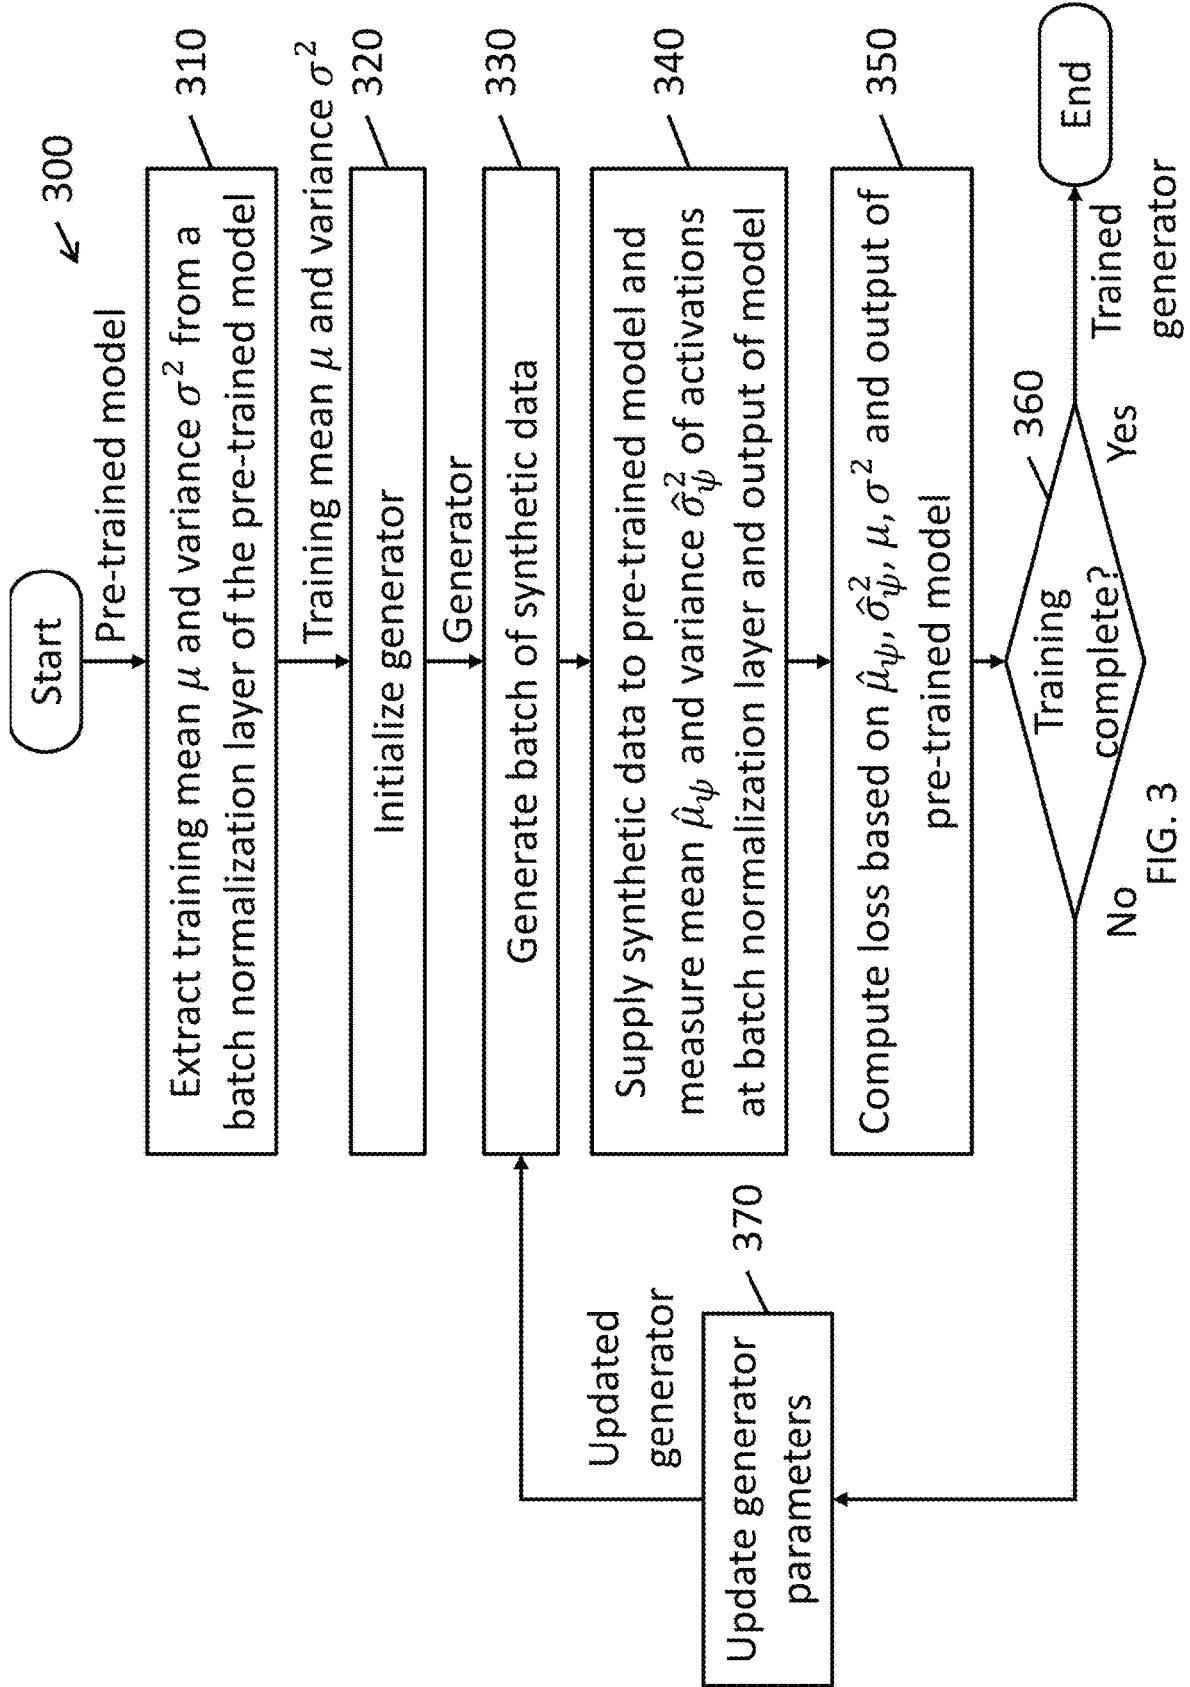 300
Start
Pre-trained model
310
Extract training mean μ and variance σ² from a
batch normalization layer of the pre-trained model
Training mean μ and variance σ²
320
Initialize generator
Generator
330
Generate batch of synthetic data
340
Supply synthetic data to pre-trained model and
measure mean μ̂_ψ and variance σ̂²_ψ of activations
at batch normalization layer and output of model
350
Compute loss based on μ̂_ψ, σ̂²_ψ, μ, σ² and output of
pre-trained model
360
Training
complete?
Yes
Trained
generator
End
No
370
Update generator
parameters
Updated
generator
FIG. 3